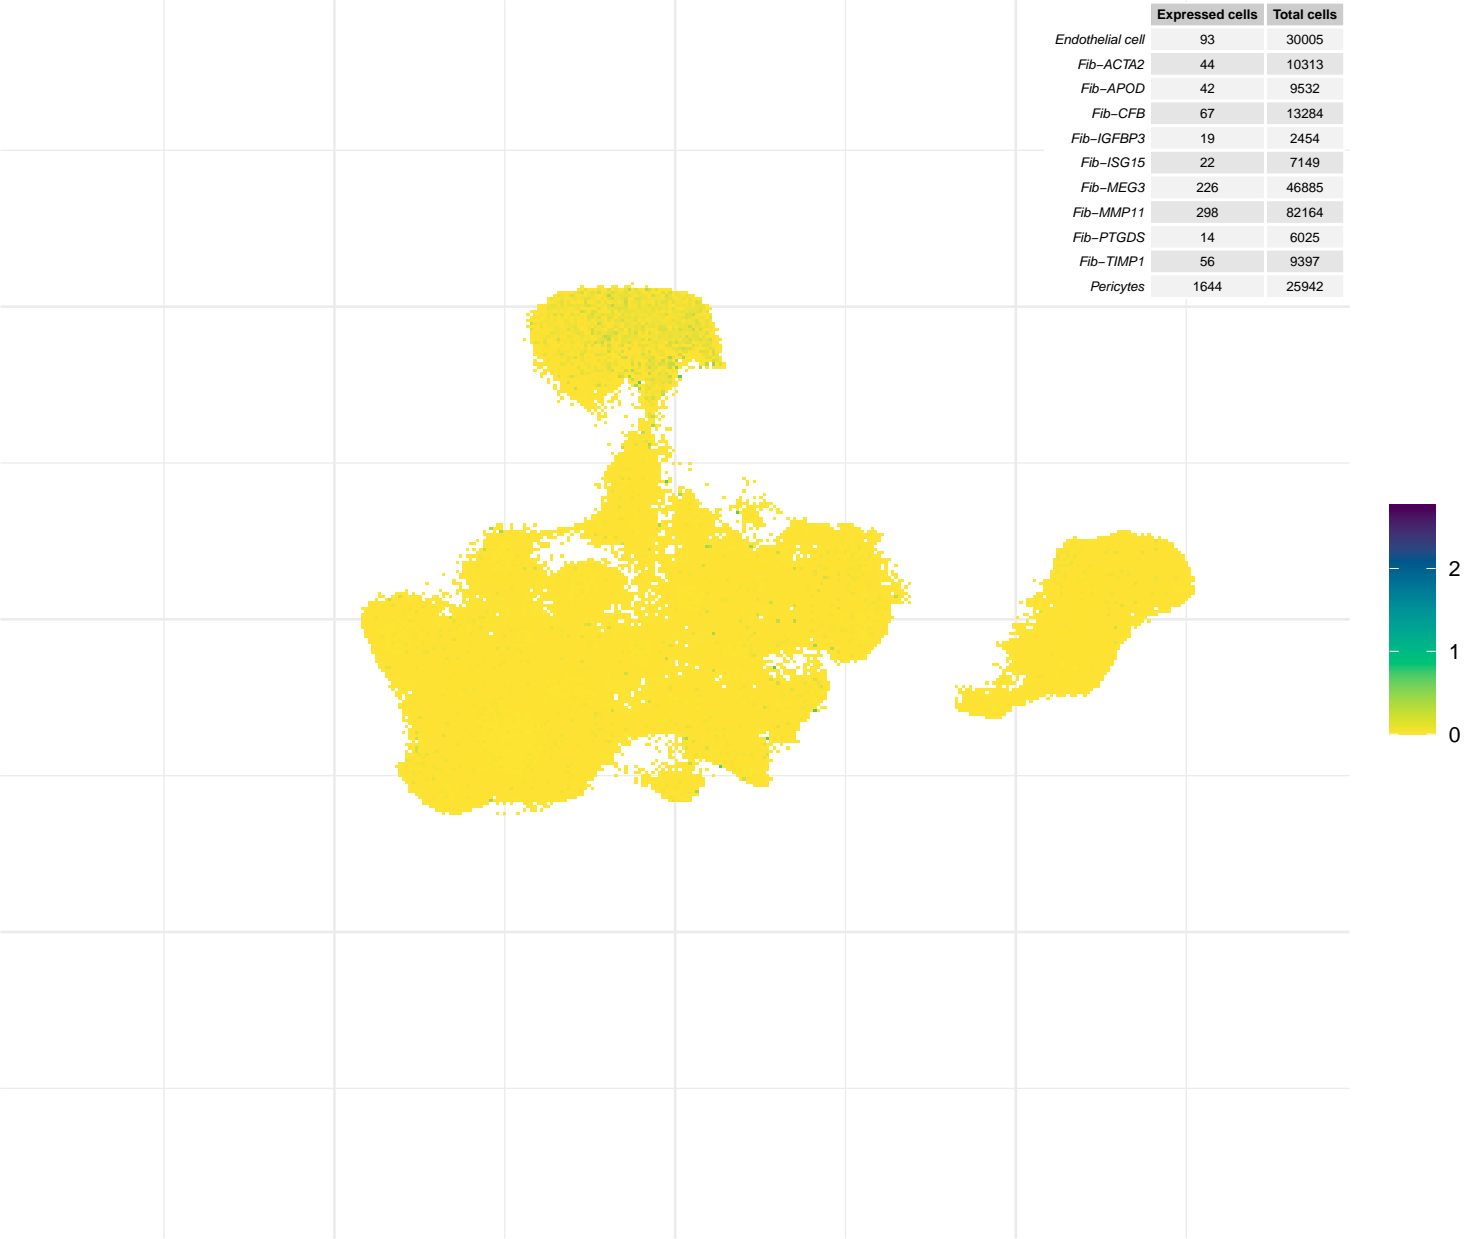 Expressed cells Total cells
Endothelial cell 93 30005
Fib−ACTA2 44 10313
Fib−APOD 42 9532
Fib−CFB 67 13284
Fib−IGFBP3 19 2454
Fib−ISG15 22 7149
Fib−MEG3 226 46885
Fib−MMP11 298 82164
Fib−PTGDS 14 6025
Fib−TIMP1 56 9397
Pericytes 1644 25942
2
1
0